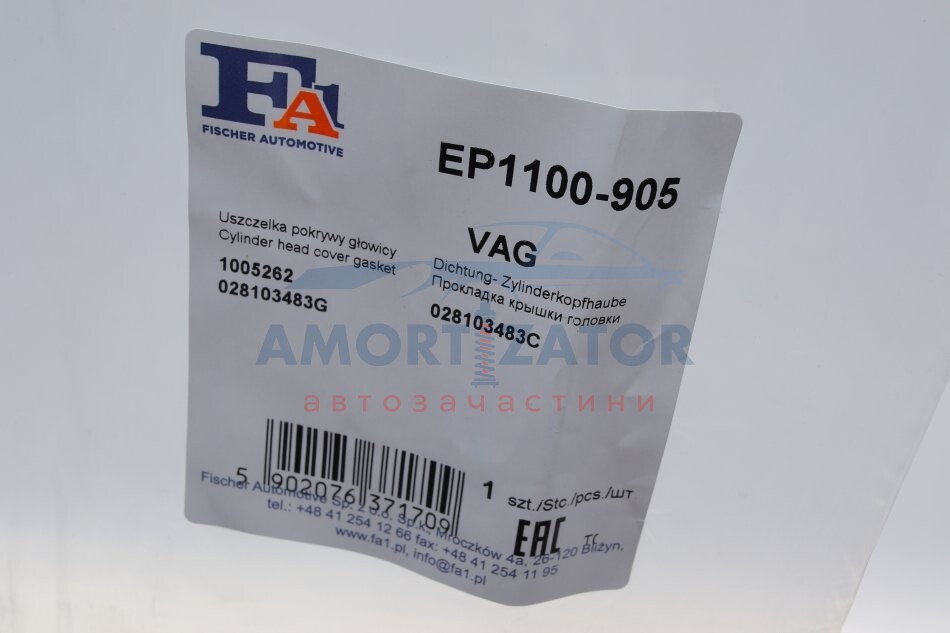 FA1
FISCHER AUTOMOTIVE
EP1100-905
Uszczelka pokrywy głowicy
Cylinder head cover gasket
1005262
028103483G
VAG
Dichtung- Zylinderkopfhaube
Прокладка крышки головки
028103483C
AMORTIZATOR
автозачастини
5 902076 371709
1 szt./Stc./pcs./шт
EAC TC
Fischer Automotive Sp. z o.o. Sp.k., Mroczków 4a, 26-120 Bliżyn,
tel.: +48 41 254 12 66 fax: +48 41 254 11 95
www.fa1.pl, info@fa1.pl